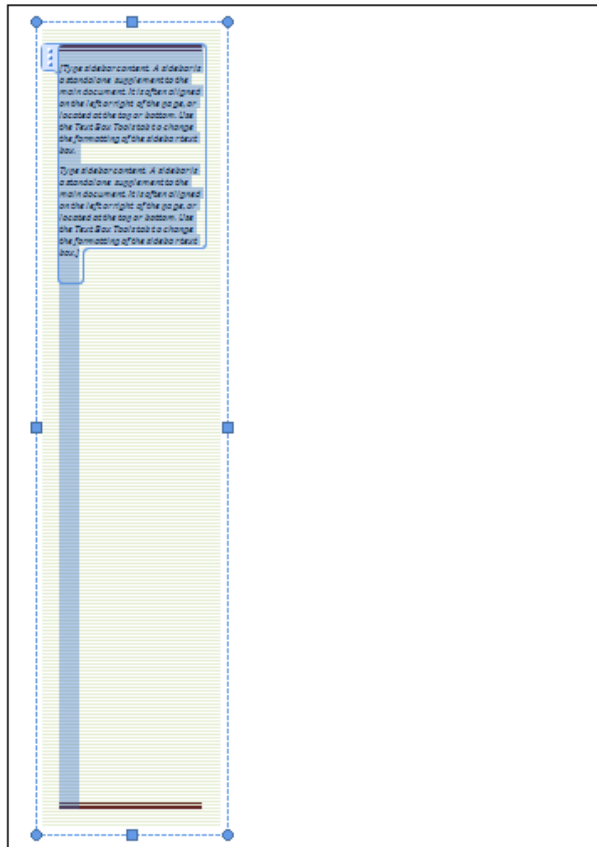 [Type sidebar content. A sidebar is
a standalone supplement to the
main document. It is often aligned
on the left or right of the page, or
located at the top or bottom. Use
the Text Box Tools tab to change
the formatting of the sidebar text
box.
Type sidebar content. A sidebar is
a standalone supplement to the
main document. It is often aligned
on the left or right of the page, or
located at the top or bottom. Use
the Text Box Tools tab to change
the formatting of the sidebar text
box.]